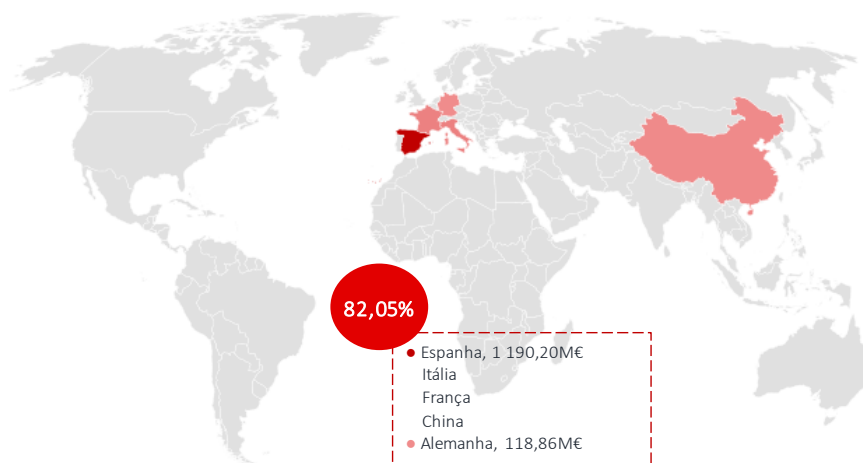 82,05%
Espanha, 1 190,20M€
Itália
França
China
Alemanha, 118,86M€